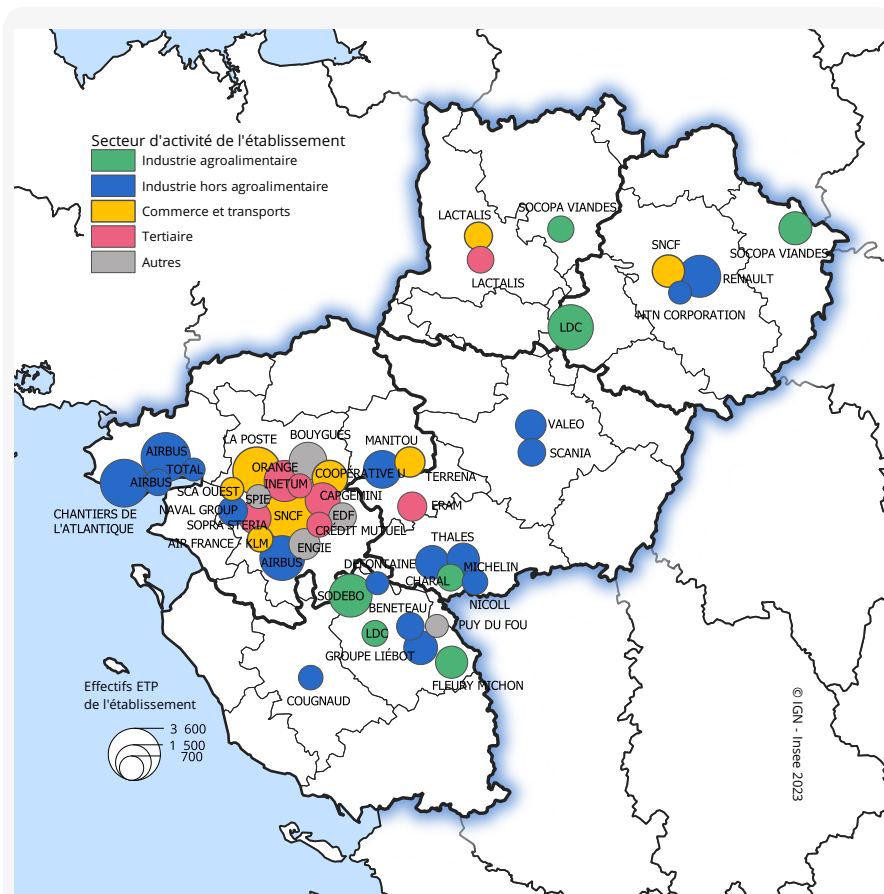 Secteur d'activité de l'établissement
Industrie agroalimentaire
Industrie hors agroalimentaire
Commerce et transports
Tertiaire
Autres
LACTALIS
SOCOPA VIANDES
LACTALIS
SNCF
SOCOPA VIANDES
RENAULT
NTN CORPORATION
LDC
VALEO
SCANIA
LA POSTE
BOUYGUES
MANITOU
AIRBUS
TOTAL
AIRBUS
ORANGE
COOPÉRATIVE U
TERRENA
INETUM
SCA OUEST
SPIE
CAPGEMINI
CHANTIERS DE
L'ATLANTIQUE
NAVAL GROUP
SNCF
EDF
ERAM
SOPRA STERIA
CRÉDIT MUTUEL
AIR FRANCE - KLM
ENGIE
THALES
AIRBUS
DEFONTAINE
MICHELIN
CHARAL
SODEBO
NICOLL
BENETEAU
PUY DU FOU
LDC
GROUPE LIÉBOT
FLEURY MICHON
COUGNAUD
Effectifs ETP
de l'établissement
3 600
1 500
700
© IGN - Insee 2023